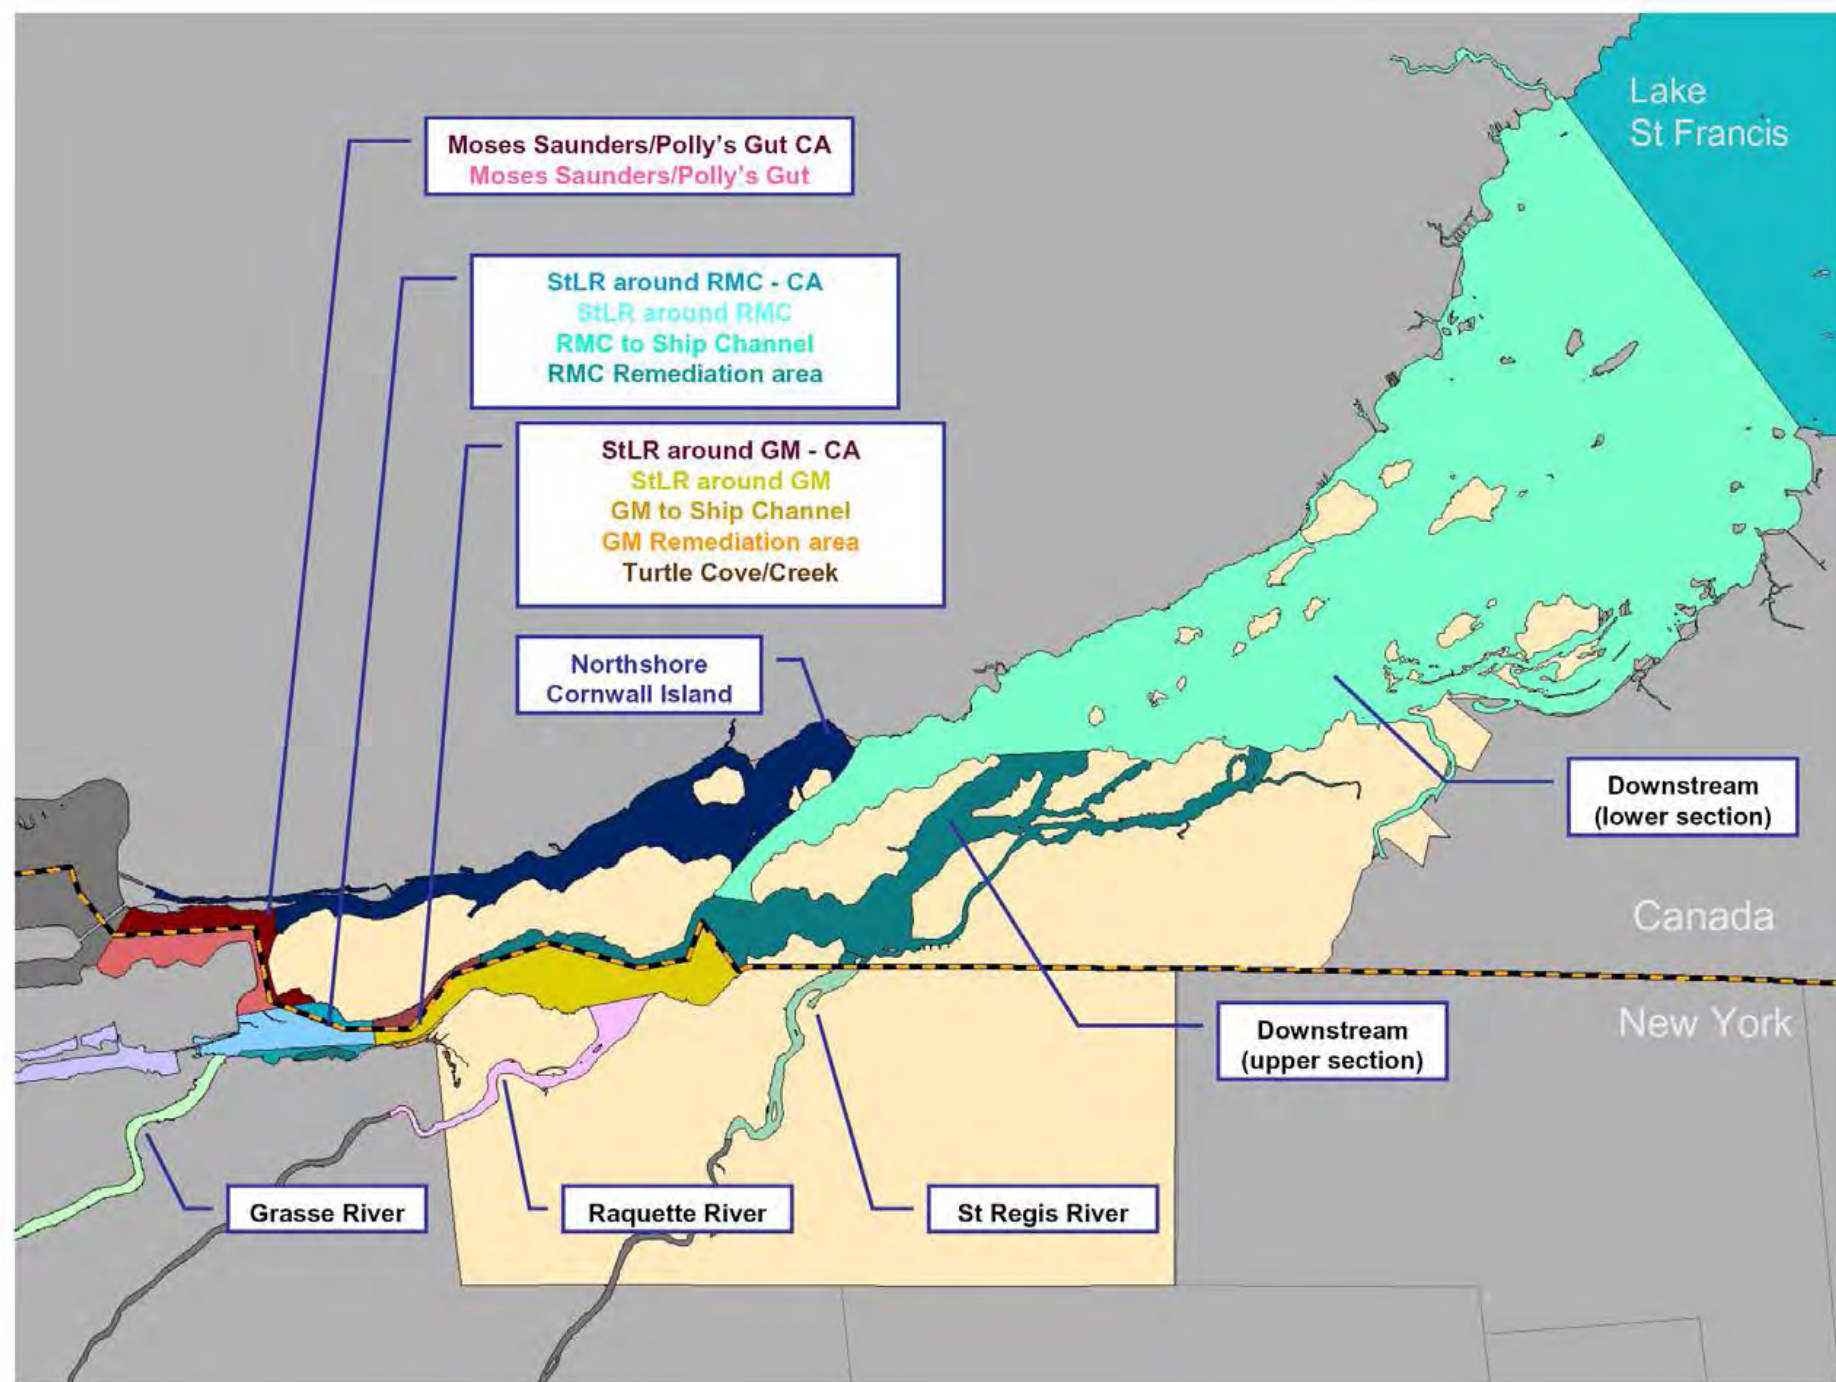 Lake
St Francis
Moses Saunders/Polly's Gut CA
Moses Saunders/Polly's Gut
StLR around RMC - CA
StLR around RMC
RMC to Ship Channel
RMC Remediation area
StLR around GM - CA
StLR around GM
GM to Ship Channel
GM Remediation area
Turtle Cove/Creek
Northshore
Cornwall Island
Downstream
(lower section)
Canada
New York
Downstream
(upper section)
Grasse River
Raquette River
St Regis River